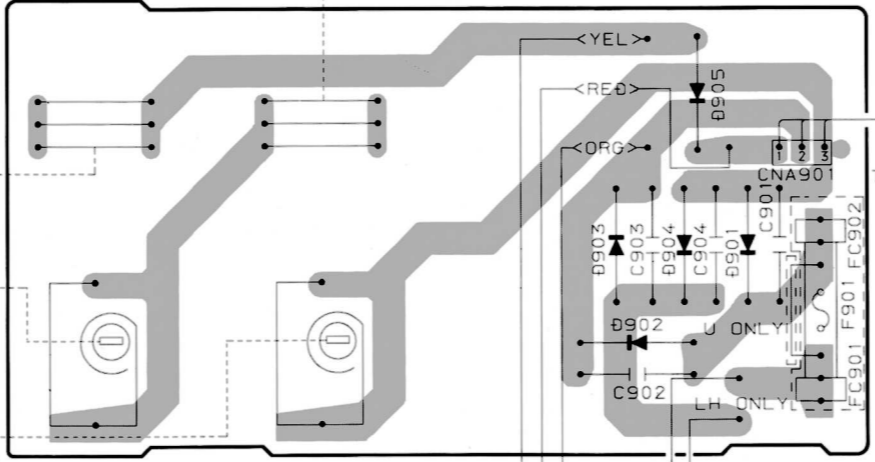 <YEL>
<RED>
<ORG>
D905
1 2 3
CNA901
D903
C903
D904
C904
D901
C901
FC902
F901
FC901
D902
U ONLY
C902
LH ONLY